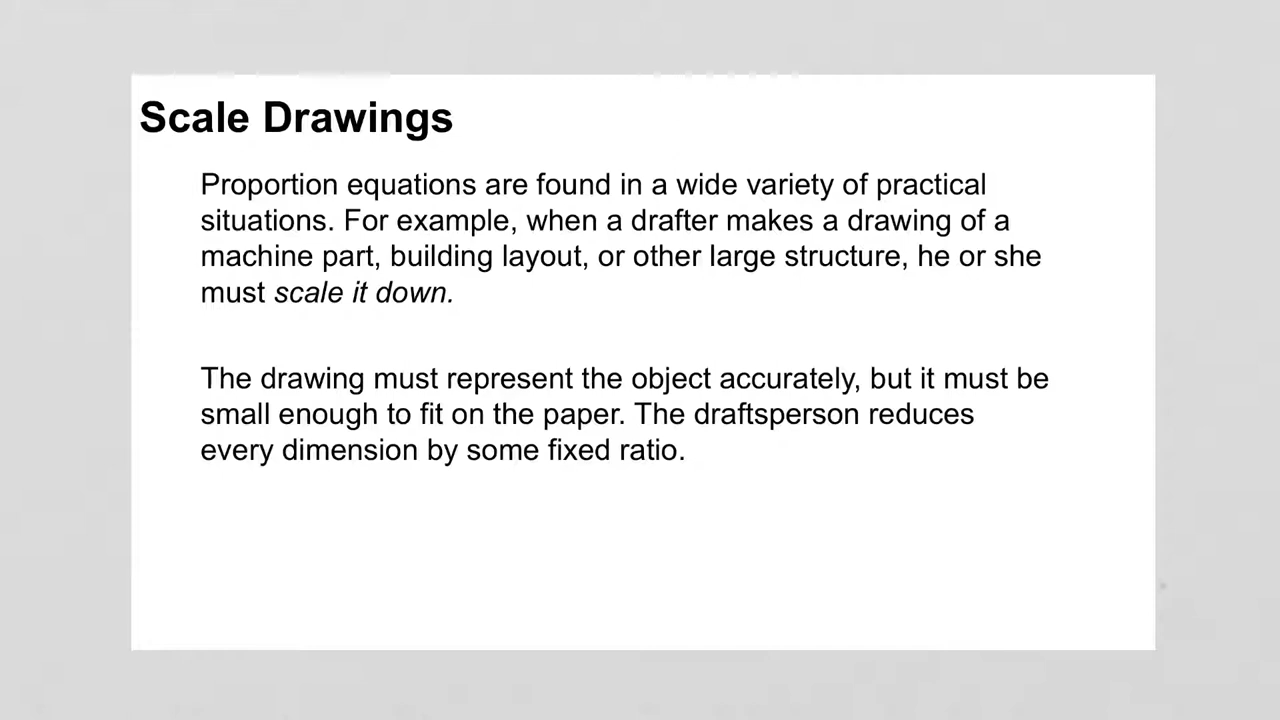 Scale Drawings
Proportion equations are found in a wide variety of practical
situations. For example, when a drafter makes a drawing of a
machine part, building layout, or other large structure, he or she
must scale it down.
The drawing must represent the object accurately, but it must be
small enough to fit on the paper. The draftsperson reduces
every dimension by some fixed ratio.